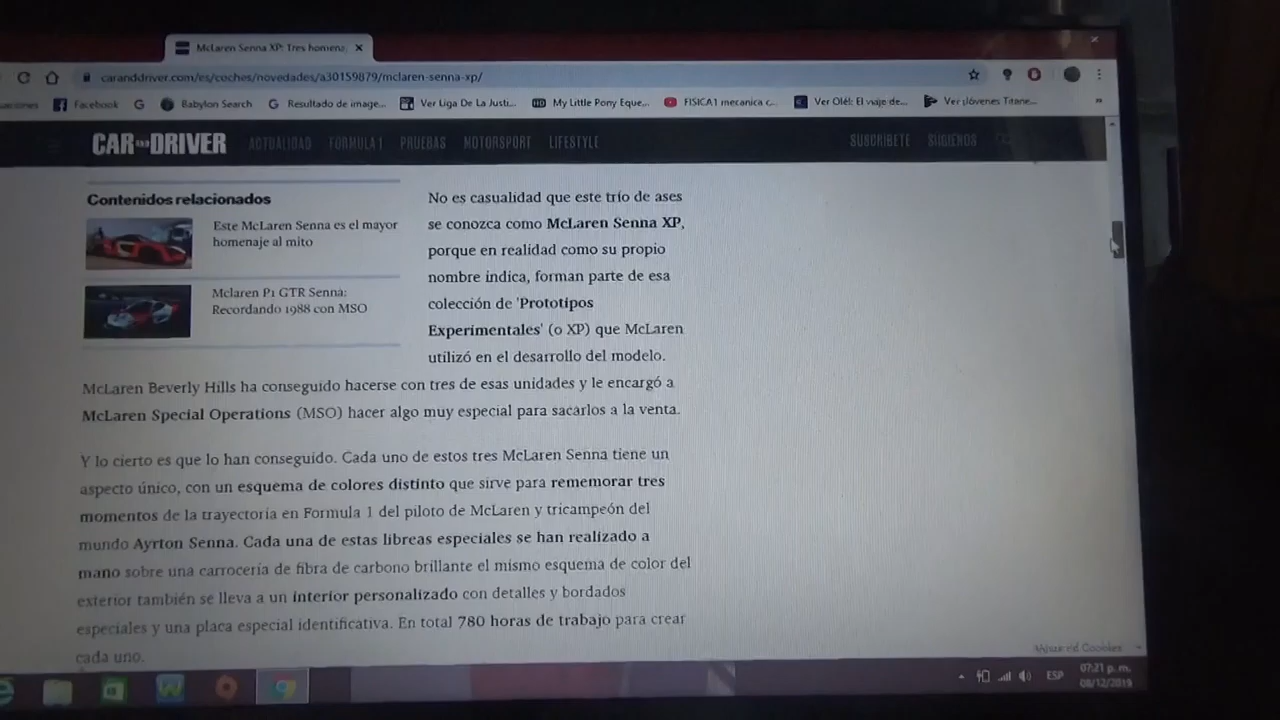 McLaren Senna XP: Tres homena
caranddriver.com/es/coches/novedades/a30159879/mclaren-senna-xp/
Facebook
Babylon Search
Resultado de image...
Ver Liga De La Justi...
My Little Pony Eque...
FISICA1 mecanica c...
Ver Olé!. El viaje de...
Ver ¡Jóvenes Titane...
CAR AND DRIVER
ACTUALIDAD FÓRMULA 1 PRUEBAS MOTORSPORT LIFESTYLE
SUSCRÍBETE SÍGUENOS
Contenidos relacionados
Este McLaren Senna es el mayor
homenaje al mito
Mclaren P1 GTR Senna:
Recordando 1988 con MSO
No es casualidad que este trío de ases
se conozca como McLaren Senna XP,
porque en realidad como su propio
nombre indica, forman parte de esa
colección de 'Prototipos
Experimentales' (o XP) que McLaren
utilizó en el desarrollo del modelo.
McLaren Beverly Hills ha conseguido hacerse con tres de esas unidades y le encargó a
McLaren Special Operations (MSO) hacer algo muy especial para sacarlos a la venta.
Y lo cierto es que lo han conseguido. Cada uno de estos tres McLaren Senna tiene un
aspecto único, con un esquema de colores distinto que sirve para rememorar tres
momentos de la trayectoria en Formula 1 del piloto de McLaren y tricampeón del
mundo Ayrton Senna. Cada una de estas libreas especiales se han realizado a
mano sobre una carrocería de fibra de carbono brillante el mismo esquema de color del
exterior también se lleva a un interior personalizado con detalles y bordados
especiales y una placa especial identificativa. En total 780 horas de trabajo para crear
cada uno.
ESP
07:21 p. m.
08/12/2019